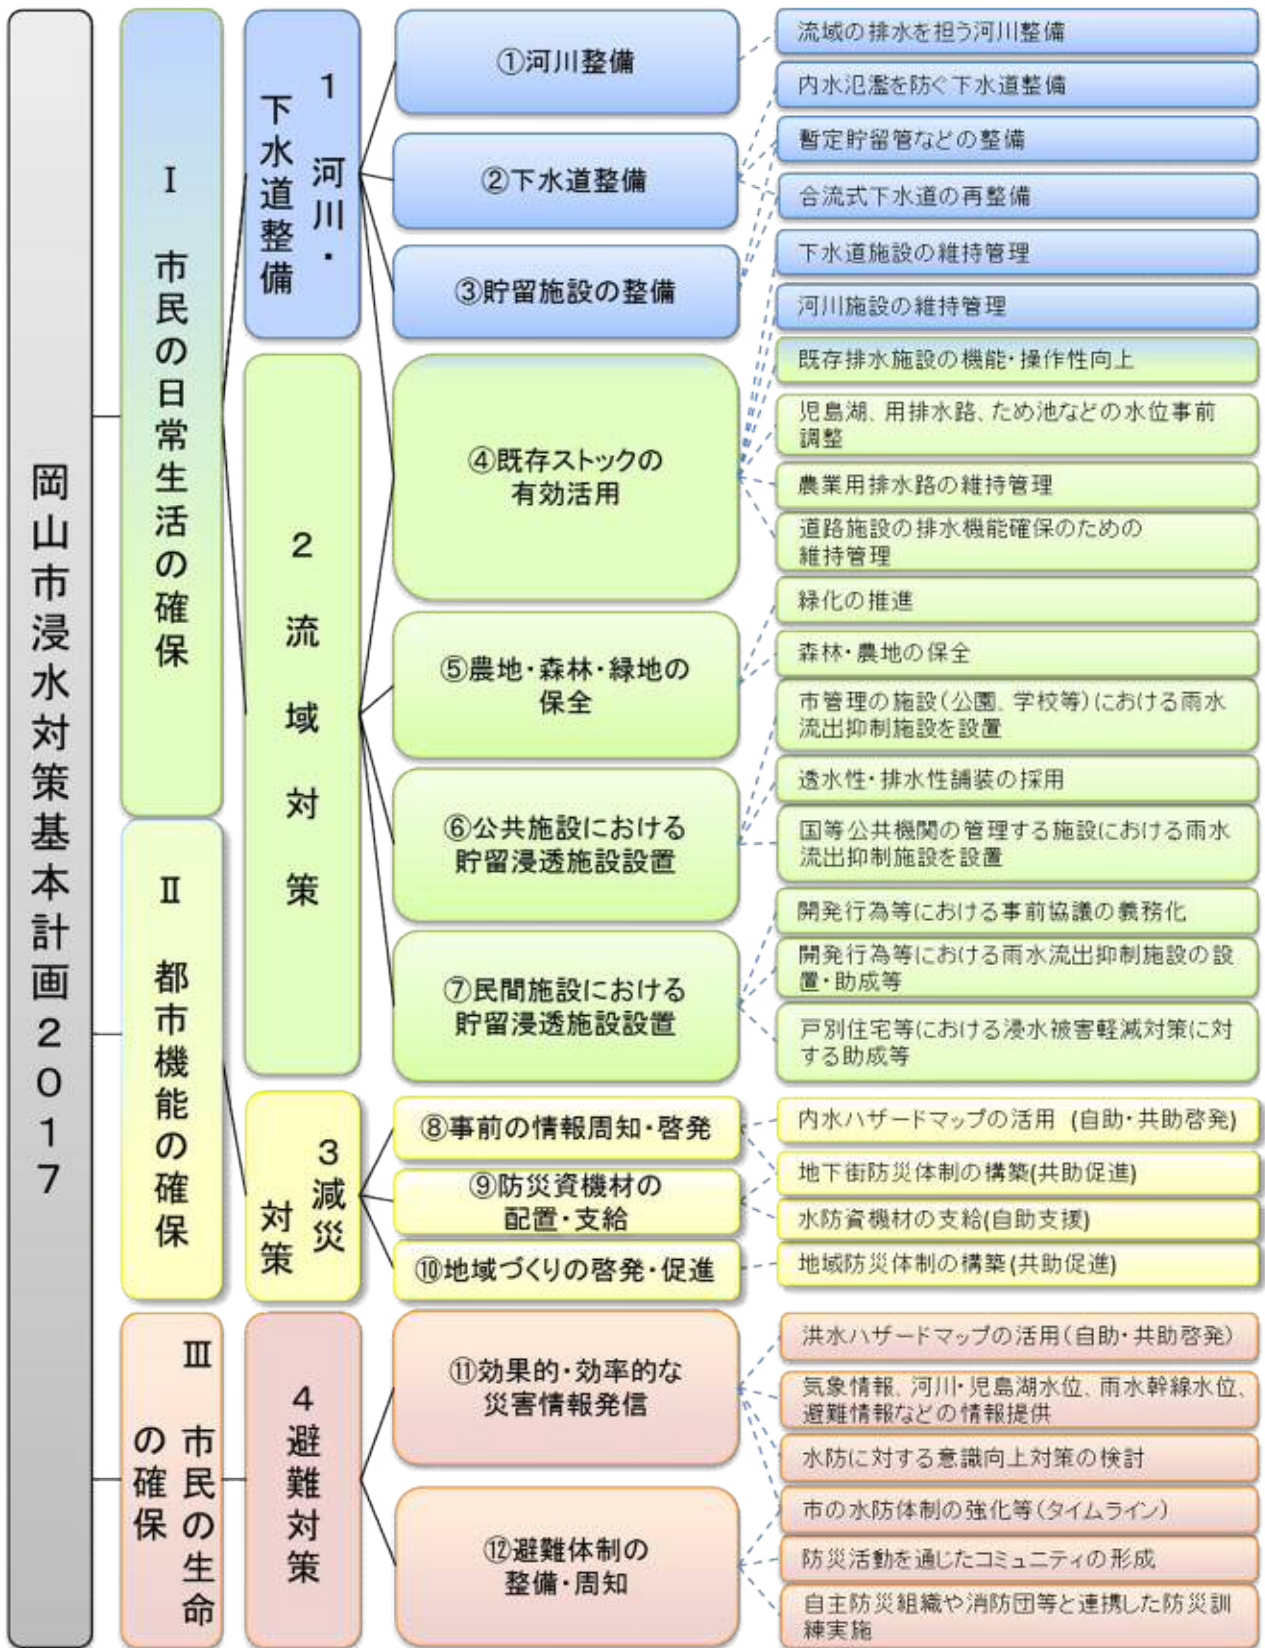 岡山市浸水対策基本計画2017
Ⅰ 市民の日常生活の確保
Ⅱ 都市機能の確保
Ⅲ 市民の生命
の確保
1 河川・
下水道整備
2 流域対策
3 減災
対策
4 避難対策
①河川整備
②下水道整備
③貯留施設の整備
④既存ストックの
有効活用
⑤農地・森林・緑地の
保全
⑥公共施設における
貯留浸透施設設置
⑦民間施設における
貯留浸透施設設置
⑧事前の情報周知・啓発
⑨防災資機材の
配置・支給
⑩地域づくりの啓発・促進
⑪効果的・効率的な
災害情報発信
⑫避難体制の
整備・周知
流域の排水を担う河川整備
内水氾濫を防ぐ下水道整備
暫定貯留管などの整備
合流式下水道の再整備
下水道施設の維持管理
河川施設の維持管理
既存排水施設の機能・操作性向上
児島湖、用排水路、ため池などの水位事前
調整
農業用排水路の維持管理
道路施設の排水機能確保のための
維持管理
緑化の推進
森林・農地の保全
市管理の施設(公園、学校等)における雨水
流出抑制施設を設置
透水性・排水性舗装の採用
国等公共機関の管理する施設における雨水
流出抑制施設を設置
開発行為等における事前協議の義務化
開発行為等における雨水流出抑制施設の設
置・助成等
戸別住宅等における浸水被害軽減対策に対
する助成等
内水ハザードマップの活用 (自助・共助啓発)
地下街防災体制の構築(共助促進)
水防資機材の支給(自助支援)
地域防災体制の構築(共助促進)
洪水ハザードマップの活用(自助・共助啓発)
気象情報、河川・児島湖水位、雨水幹線水位、
避難情報などの情報提供
水防に対する意識向上対策の検討
市の水防体制の強化等(タイムライン)
防災活動を通じたコミュニティの形成
自主防災組織や消防団等と連携した防災訓
練実施